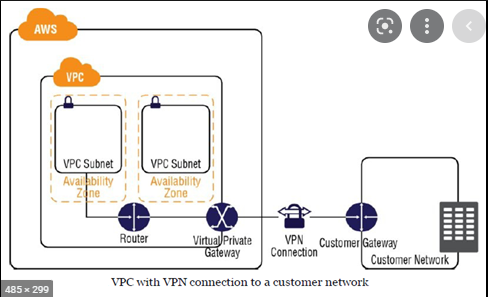 AWS
VPC
VPC Subnet
VPC Subnet
Availability
Zone
Availability
Zone
Router
Virtual Private
Gateway
VPN
Connection
Customer Gateway
Customer Network
VPC with VPN connection to a customer network
485 × 299